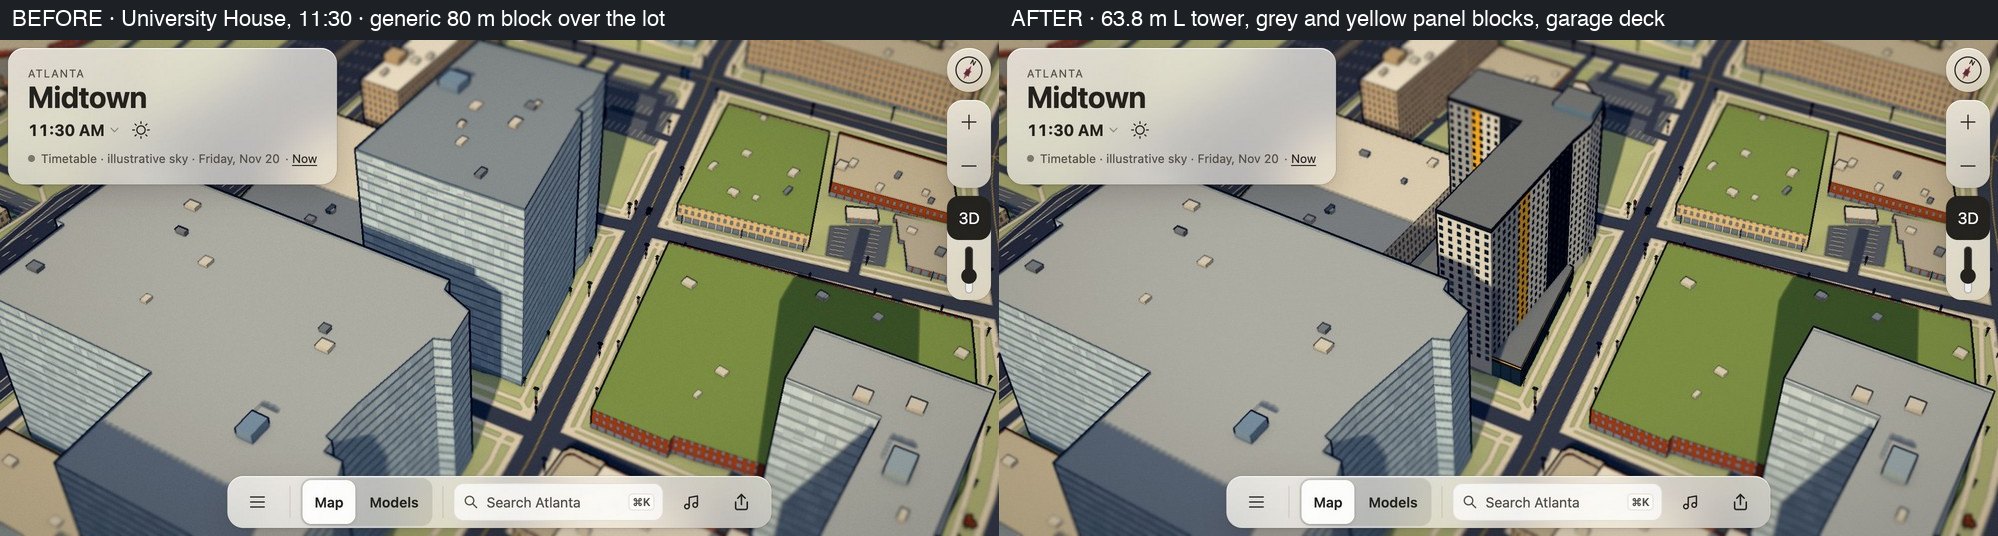 BEFORE · University House, 11:30 · generic 80 m block over the lot
ATLANTA
Midtown
11:30 AM
Timetable · illustrative sky · Friday, Nov 20 · Now
N
3D
Map
Models
Search Atlanta
⌘K
AFTER · 63.8 m L tower, grey and yellow panel blocks, garage deck
ATLANTA
Midtown
11:30 AM
Timetable · illustrative sky · Friday, Nov 20 · Now
N
3D
Map
Models
Search Atlanta
⌘K